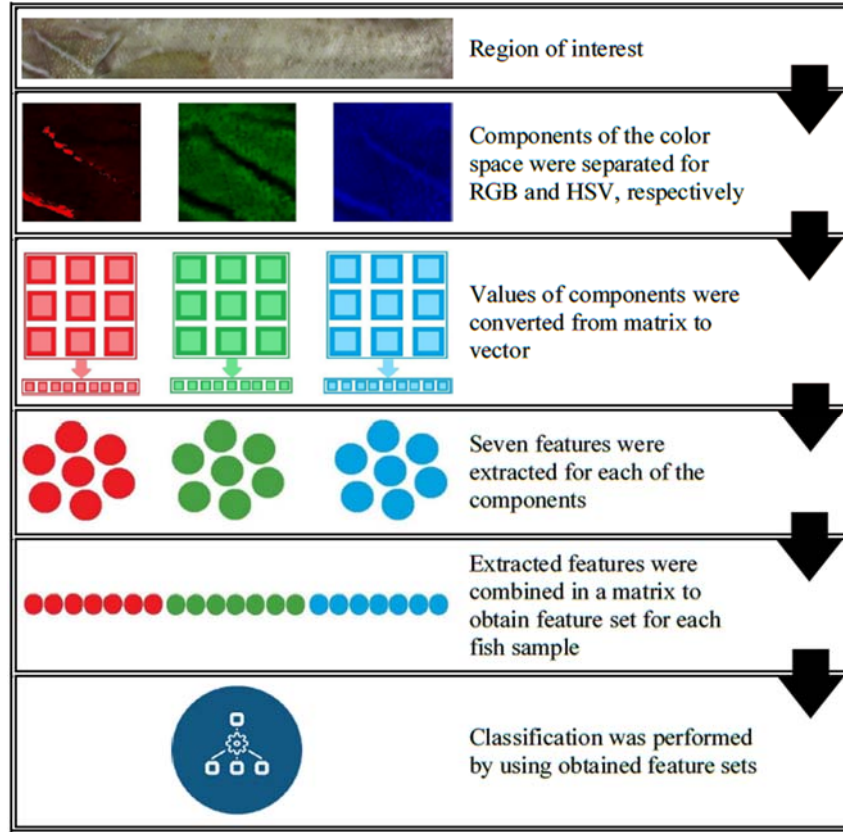 Region of interest
Components of the color
space were separated for
RGB and HSV, respectively
Values of components were
converted from matrix to
vector
Seven features were
extracted for each of the
components
Extracted features were
combined in a matrix to
obtain feature set for each
fish sample
Classification was performed
by using obtained feature sets